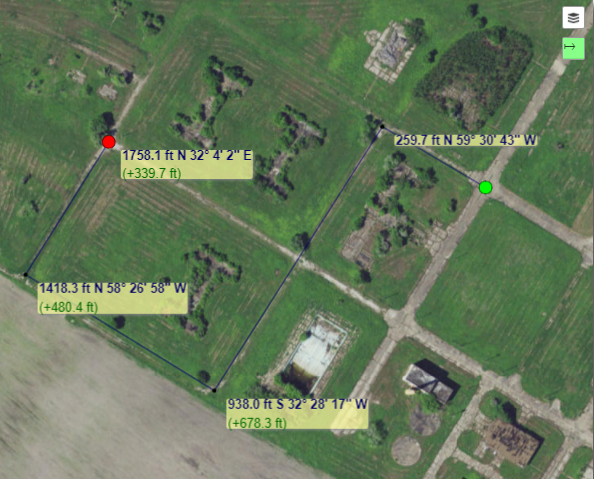 259.7 ft N 59° 30' 43" W
1758.1 ft N 32° 4' 2" E
(+339.7 ft)
1418.3 ft N 58° 26' 58" W
(+480.4 ft)
938.0 ft S 32° 28' 17" W
(+678.3 ft)